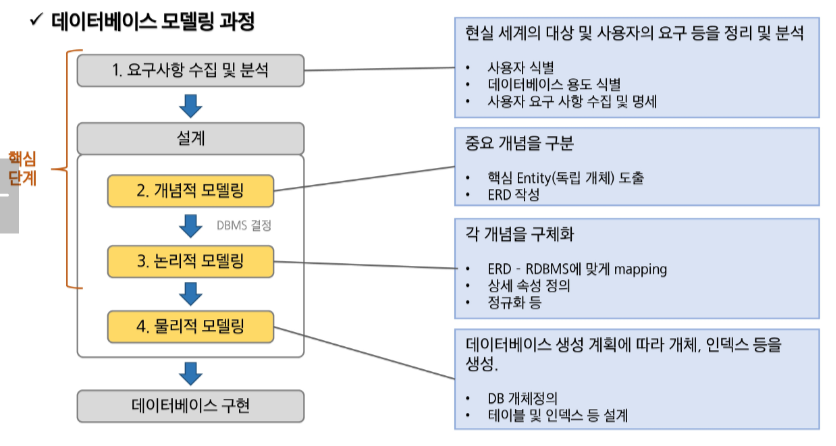 ✓ 데이터베이스 모델링 과정
1. 요구사항 수집 및 분석
설계
핵심
단계
2. 개념적 모델링
DBMS 결정
3. 논리적 모델링
4. 물리적 모델링
데이터베이스 구현
현실 세계의 대상 및 사용자의 요구 등을 정리 및 분석
• 사용자 식별
• 데이터베이스 용도 식별
• 사용자 요구 사항 수집 및 명세
중요 개념을 구분
• 핵심 Entity(독립 개체) 도출
• ERD 작성
각 개념을 구체화
• ERD - RDBMS에 맞게 mapping
• 상세 속성 정의
• 정규화 등
데이터베이스 생성 계획에 따라 개체, 인덱스 등을
생성.
• DB 개체정의
• 테이블 및 인덱스 등 설계